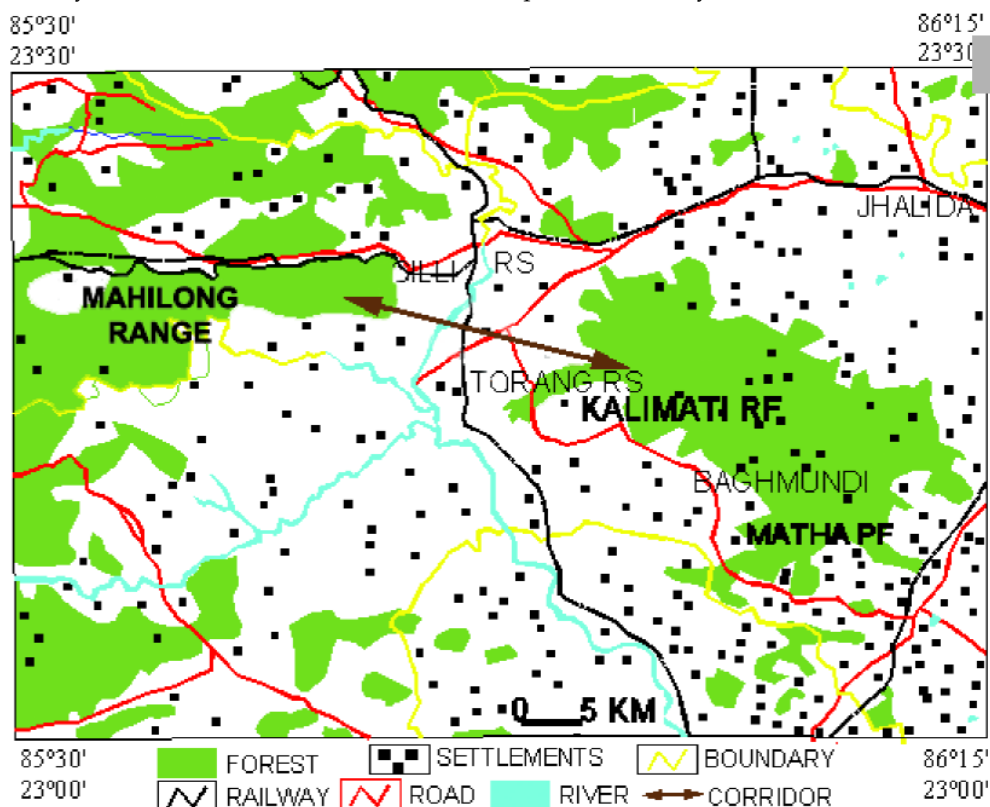 85°30' 86°15'
23°30' 23°30'
JHALIDA
SILLI RS
MAHILONG
RANGE
TORANG RS
KALIMATI RF
BAGHMUNDI
MATHA PF
0 5 KM
85°30' 86°15'
23°00' 23°00'
FOREST SETTLEMENTS BOUNDARY
RAILWAY ROAD RIVER CORRIDOR